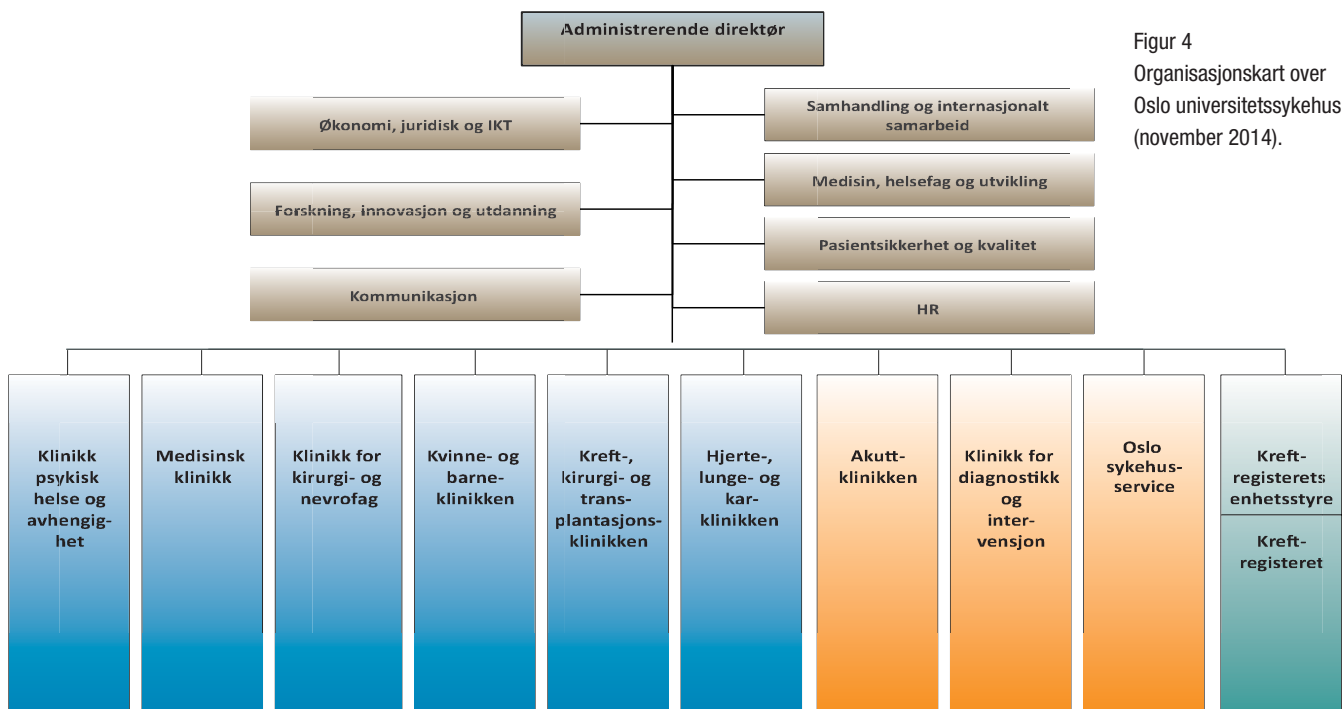 Administrerende direktør
Figur 4
Organisasjonskart over
Oslo universitetssykehus
(november 2014).
Økonomi, juridisk og IKT
Forskning, innovasjon og utdanning
Kommunikasjon
Samhandling og internasjonalt
samarbeid
Medisin, helsefag og utvikling
Pasientsikkerhet og kvalitet
HR
Klinikk
psykisk
helse og
avhengig-
het
Medisinsk
klinikk
Klinikk for
kirurgi- og
nevrofag
Kvinne- og
barne-
klinikken
Kreft-,
kirurgi- og
trans-
plantasjons-
klinikken
Hjerte-,
lunge- og
kar-
klinikken
Akutt-
klinikken
Klinikk for
diagnostikk
og
inter-
vensjon
Oslo
sykehus-
service
Kreft-
registerets
enhetsstyre
Kreft-
registeret